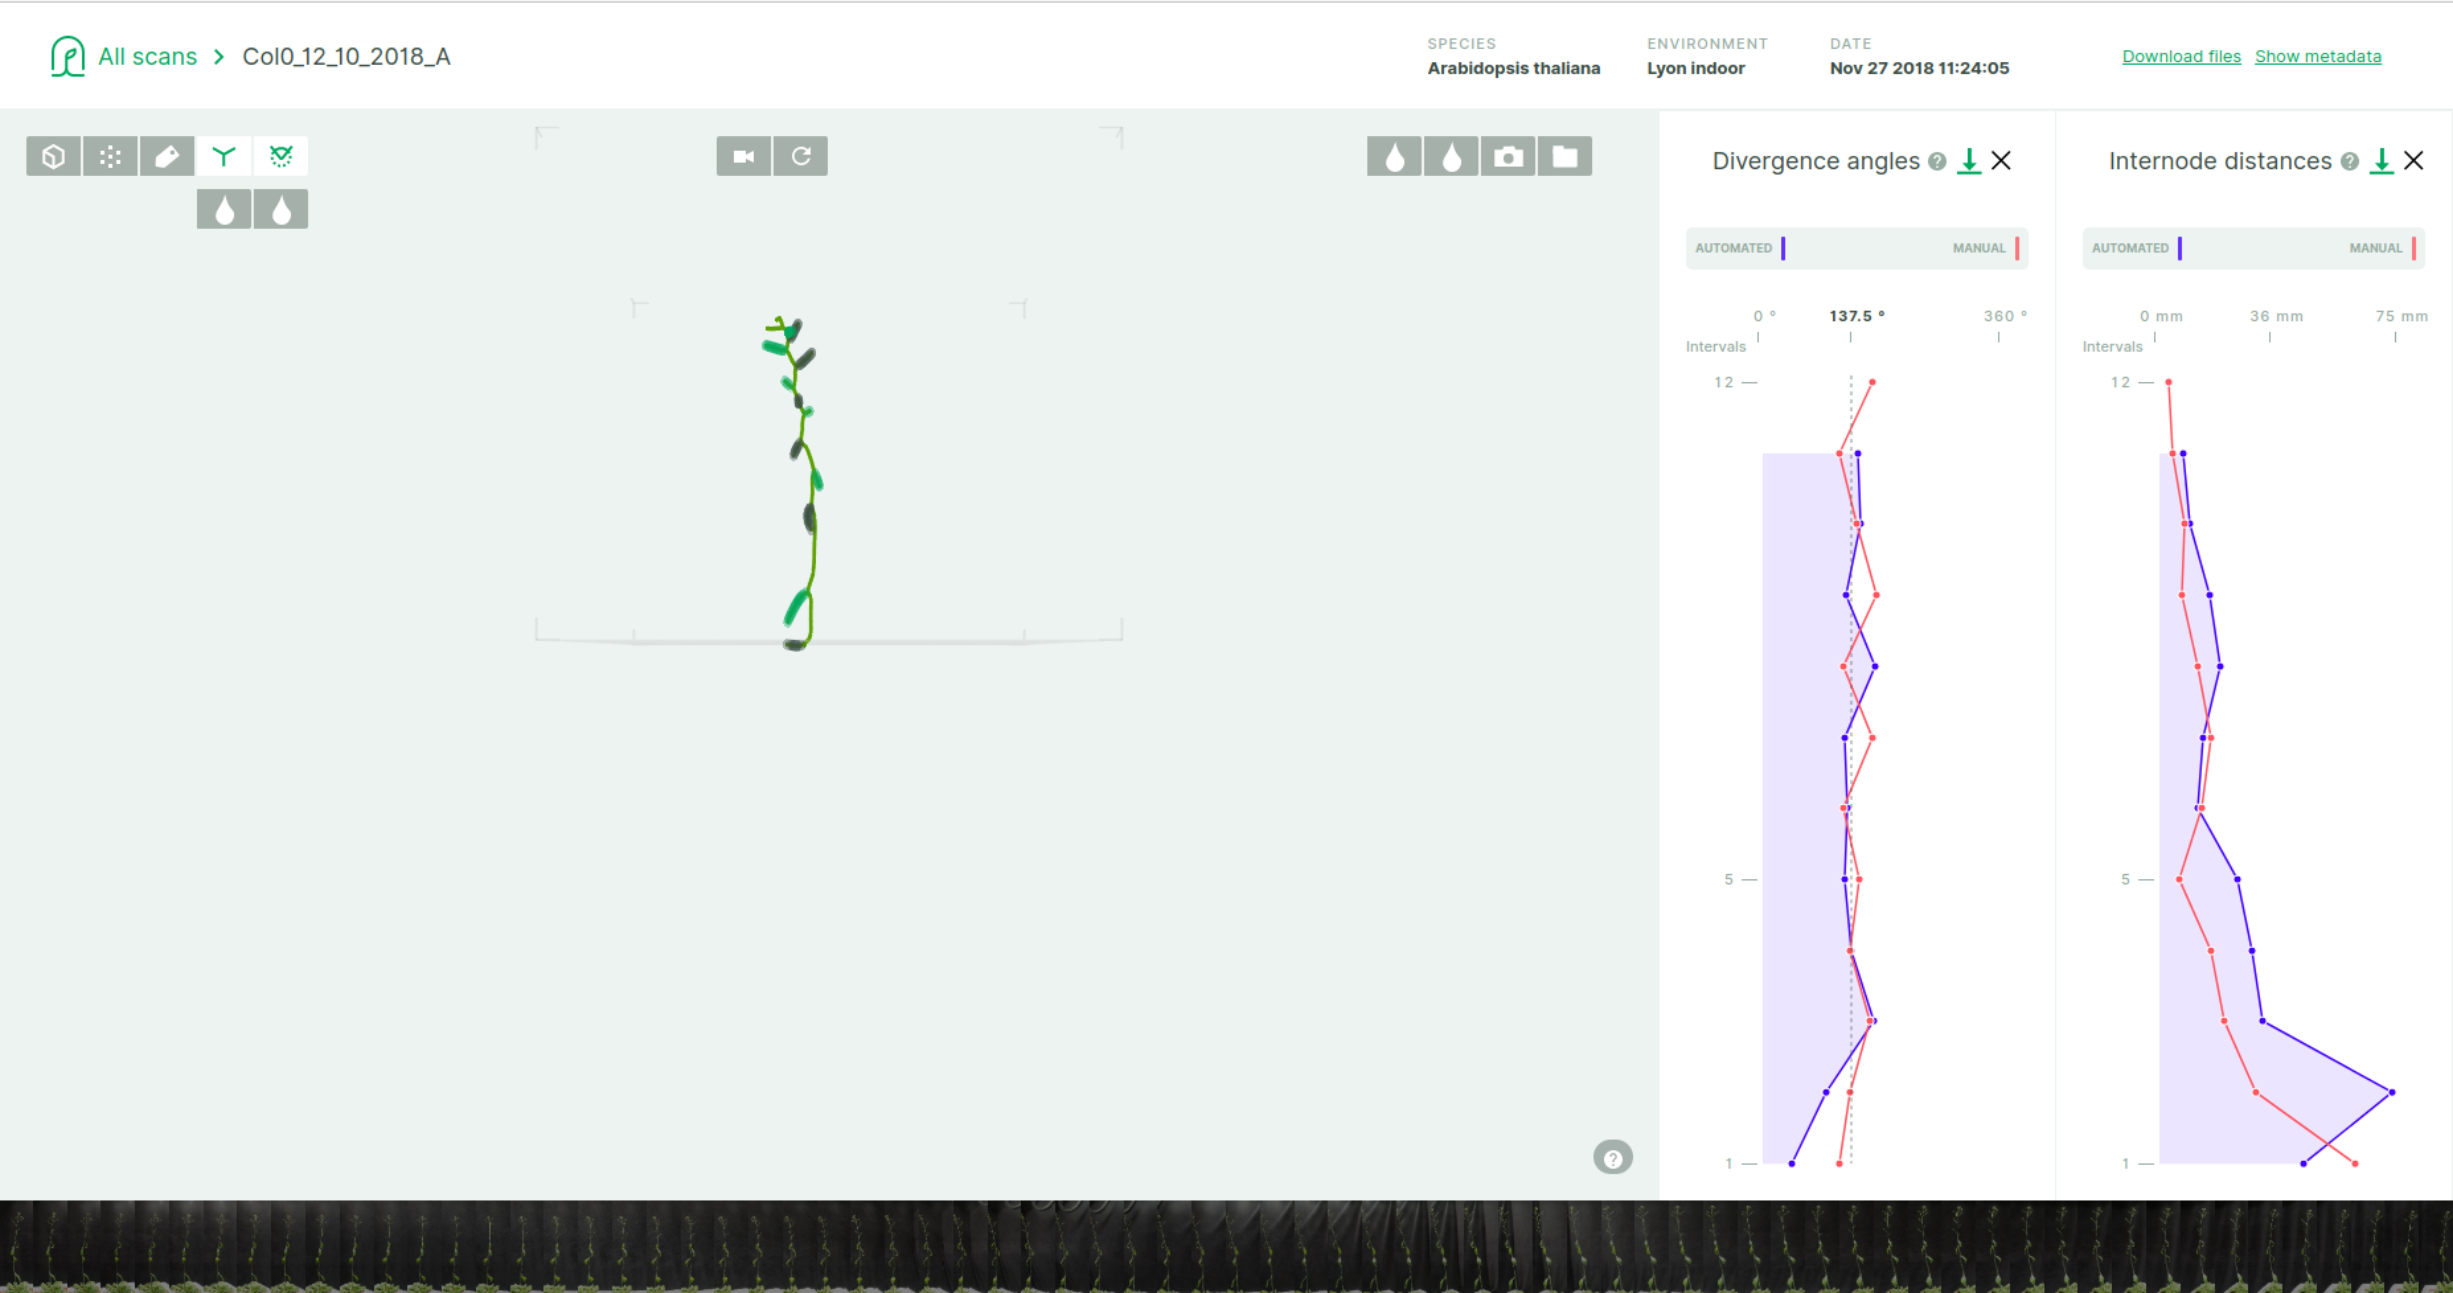 All scans > Col0_12_10_2018_A
SPECIES
Arabidopsis thaliana
ENVIRONMENT
Lyon indoor
DATE
Nov 27 2018 11:24:05
Download files
Show metadata
Divergence angles ?
AUTOMATED
MANUAL
0 °
137.5 °
360 °
Intervals
12
5
1
Internode distances ?
AUTOMATED
MANUAL
0 mm
36 mm
75 mm
Intervals
12
5
1
?